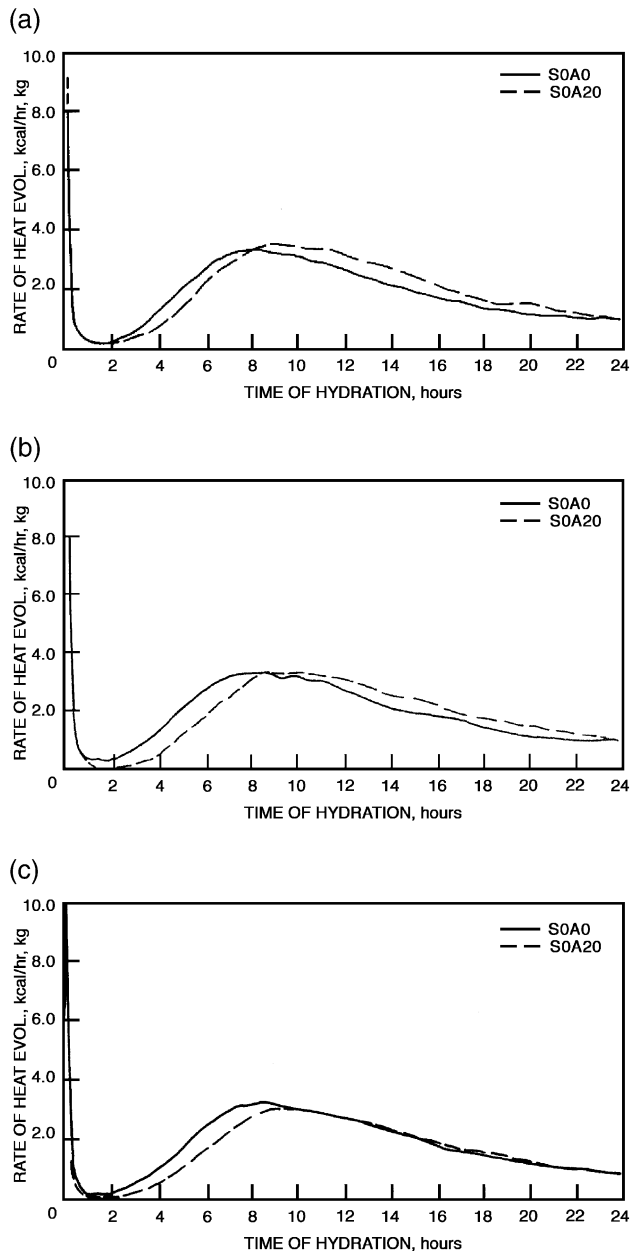 (a)
10.0
8.0
6.0
4.0
2.0
0
RATE OF HEAT EVOL., kcal/hr, kg
S0A0
S0A20
2 4 6 8 10 12 14 16 18 20 22 24
TIME OF HYDRATION, hours
(b)
10.0
8.0
6.0
4.0
2.0
0
RATE OF HEAT EVOL., kcal/hr, kg
S0A0
S0A20
2 4 6 8 10 12 14 16 18 20 22 24
TIME OF HYDRATION, hours
(c)
10.0
8.0
6.0
4.0
2.0
0
RATE OF HEAT EVOL., kcal/hr, kg
S0A0
S0A20
2 4 6 8 10 12 14 16 18 20 22 24
TIME OF HYDRATION, hours